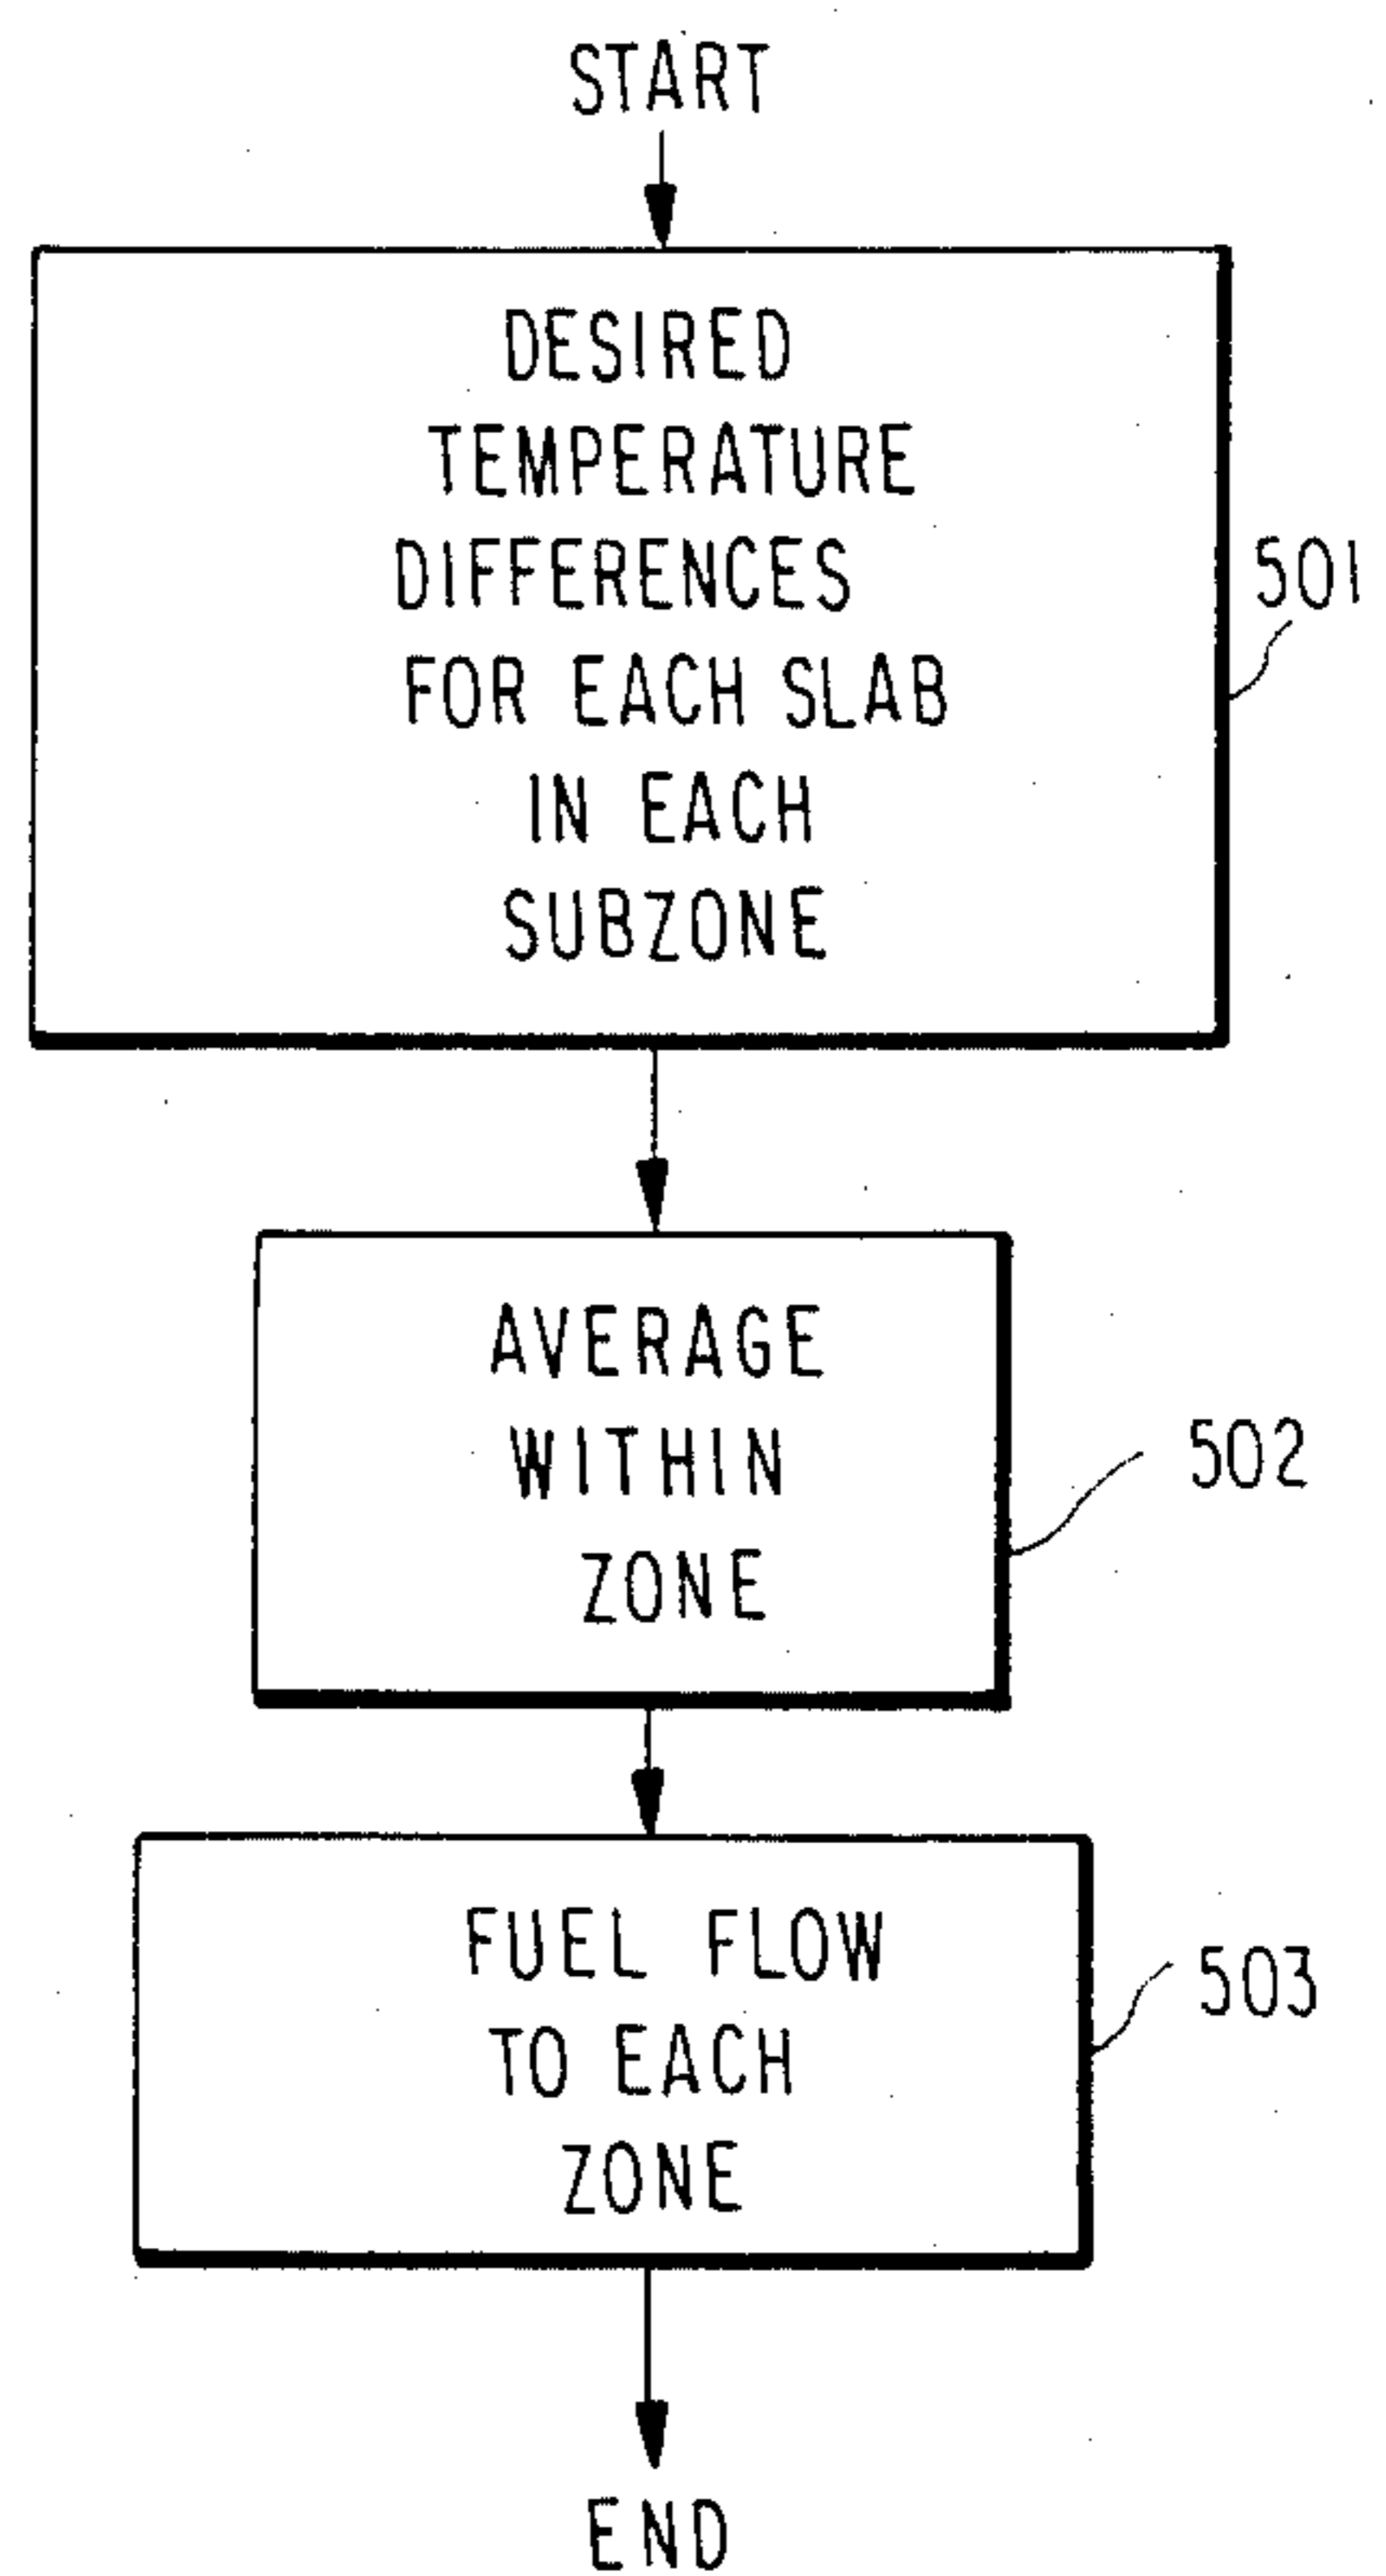 START
DESIRED
TEMPERATURE
DIFFERENCES
FOR EACH SLAB
IN EACH
SUBZONE
501
AVERAGE
WITHIN
ZONE
502
FUEL FLOW
TO EACH
ZONE
503
END